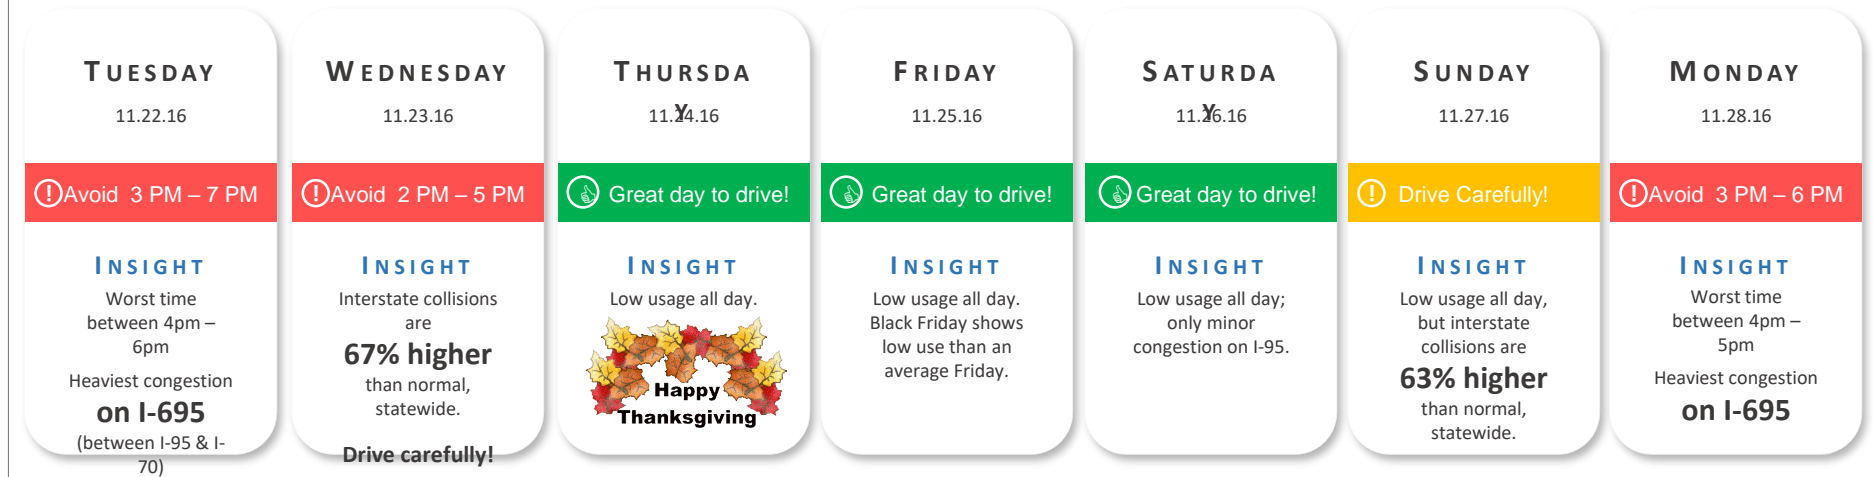 TUESDAY
11.22.16
Avoid 3 PM – 7 PM
INSIGHT
Worst time
between 4pm –
6pm
Heaviest congestion
on I-695
(between I-95 & I-
70)
WEDNESDAY
11.23.16
Avoid 2 PM – 5 PM
INSIGHT
Interstate collisions
are
67% higher
than normal,
statewide.
Drive carefully!
THURSDA
Y
11.24.16
Great day to drive!
INSIGHT
Low usage all day.
Happy
Thanksgiving
FRIDAY
11.25.16
Great day to drive!
INSIGHT
Low usage all day.
Black Friday shows
low use than an
average Friday.
SATURDA
Y
11.26.16
Great day to drive!
INSIGHT
Low usage all day;
only minor
congestion on I-95.
SUNDAY
11.27.16
Drive Carefully!
INSIGHT
Low usage all day,
but interstate
collisions are
63% higher
than normal,
statewide.
MONDAY
11.28.16
Avoid 3 PM – 6 PM
INSIGHT
Worst time
between 4pm –
5pm
Heaviest congestion
on I-695